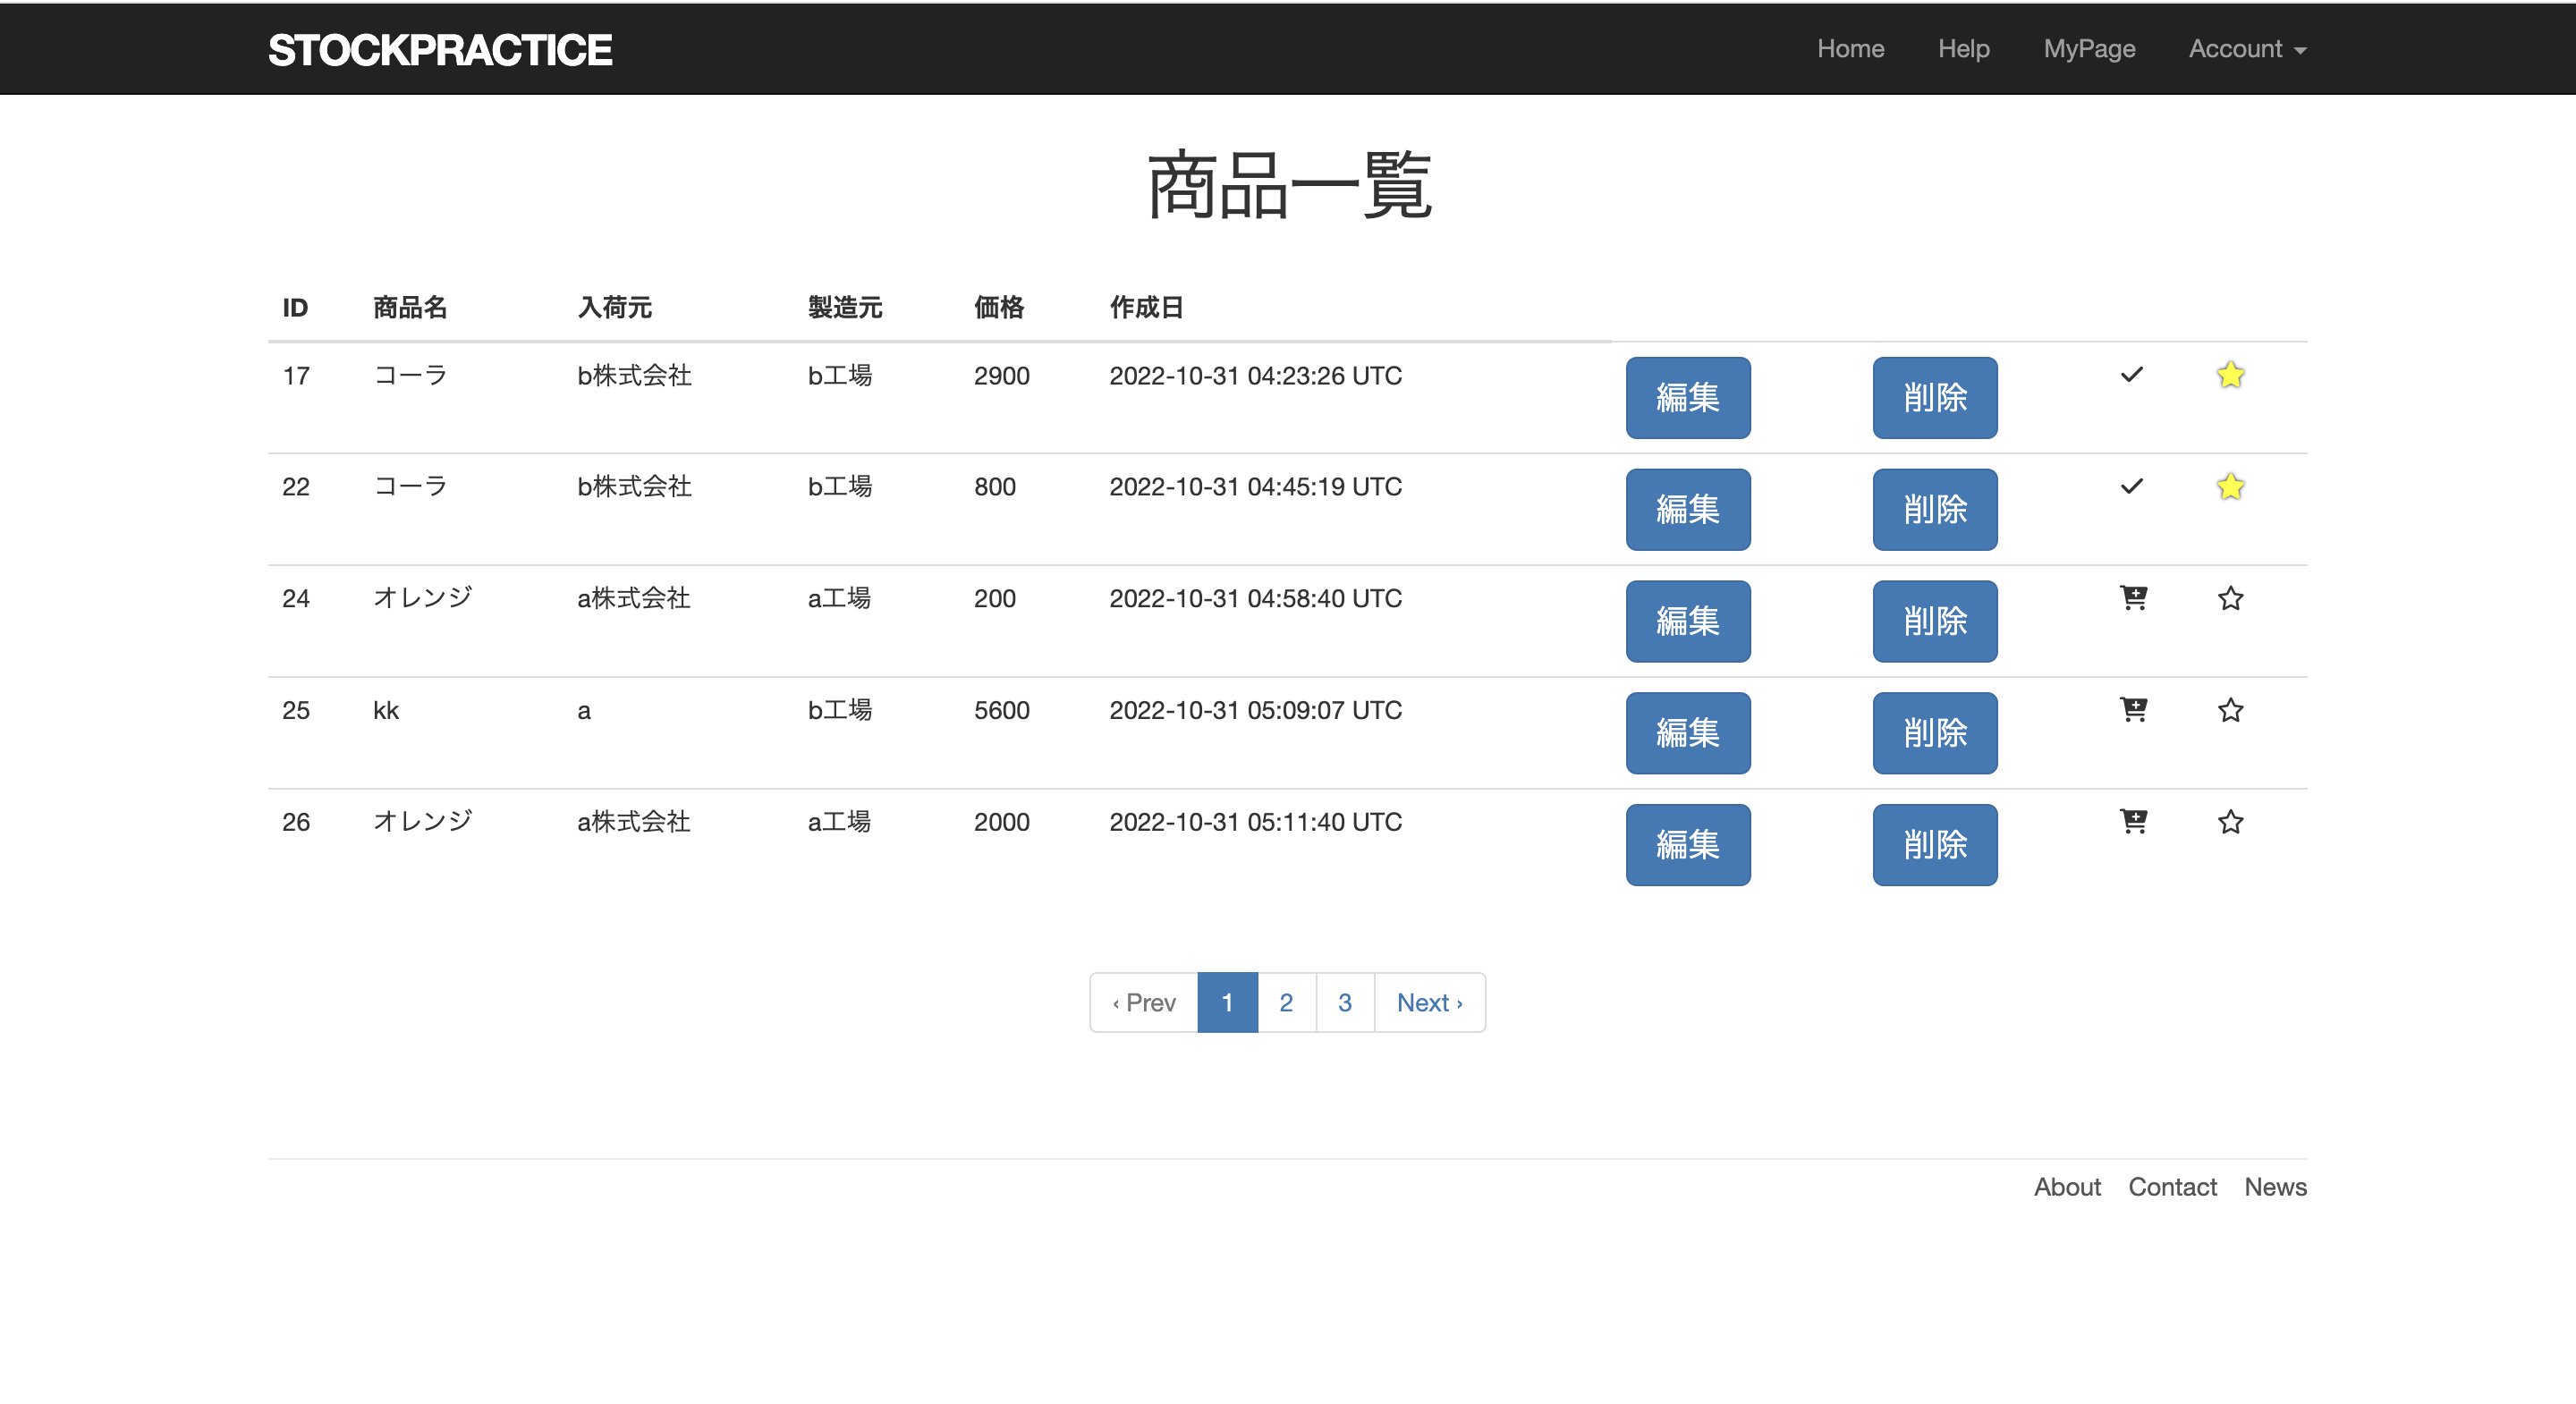 STOCKPRACTICE Home Help MyPage Account
商品一覧
ID 商品名 入荷元 製造元 価格 作成日
17 コーラ b株式会社 b工場 2900 2022-10-31 04:23:26 UTC 編集 削除
22 コーラ b株式会社 b工場 800 2022-10-31 04:45:19 UTC 編集 削除
24 オレンジ a株式会社 a工場 200 2022-10-31 04:58:40 UTC 編集 削除
25 kk a b工場 5600 2022-10-31 05:09:07 UTC 編集 削除
26 オレンジ a株式会社 a工場 2000 2022-10-31 05:11:40 UTC 編集 削除
‹ Prev 1 2 3 Next ›
About Contact News